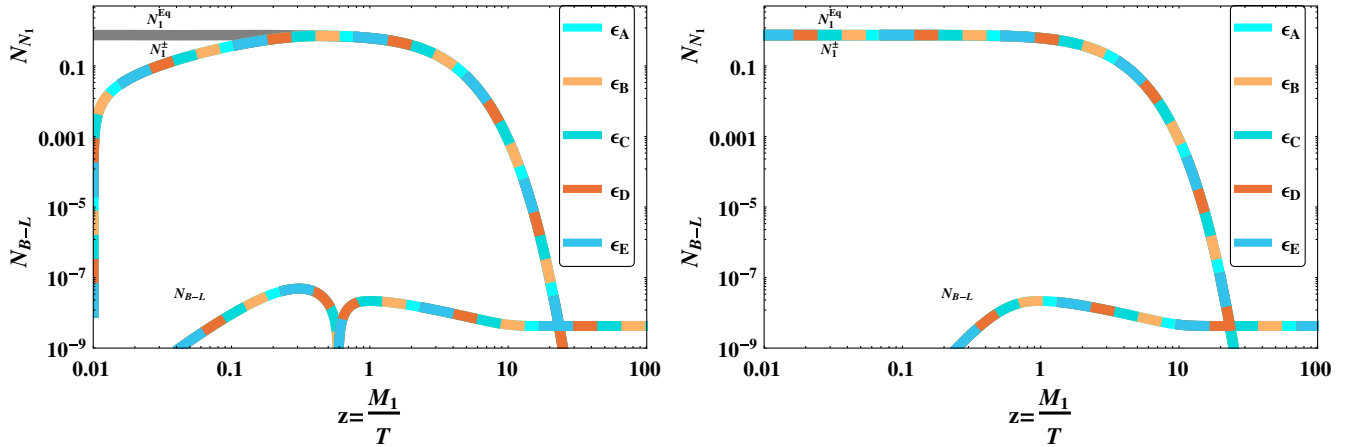 N_{N_1}
N_{B-L}
0.1
0.001
10^{-5}
10^{-7}
10^{-9}
N_1^{Eq}
N_1^±
N_{B-L}
ϵ_A
ϵ_B
ϵ_C
ϵ_D
ϵ_E
0.01 0.1 1 10 100
z=\frac{M_1}{T}
N_{N_1}
N_{B-L}
0.1
0.001
10^{-5}
10^{-7}
10^{-9}
N_1^{Eq}
N_1^±
N_{B-L}
ϵ_A
ϵ_B
ϵ_C
ϵ_D
ϵ_E
0.01 0.1 1 10 100
z=\frac{M_1}{T}